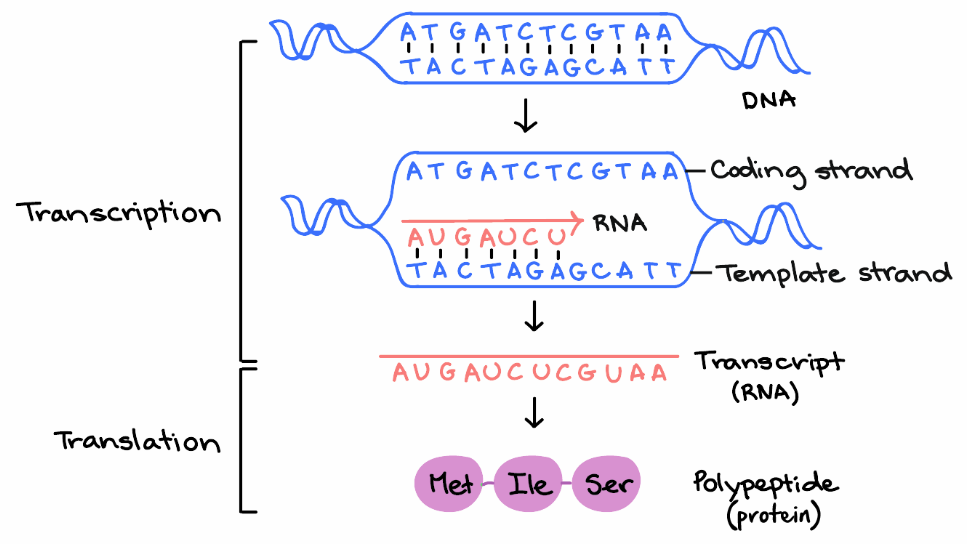 ATGATCTCGTAA
TACTAGAGCATT
DNA
Transcription
ATGATCTCGTAA
Coding strand
RNA
AUGAUCU
TACTAGAGCATT
Template strand
AUGAUCUCGUAA
Transcript
(RNA)
Translation
Met Ile Ser
Polypeptide
(protein)